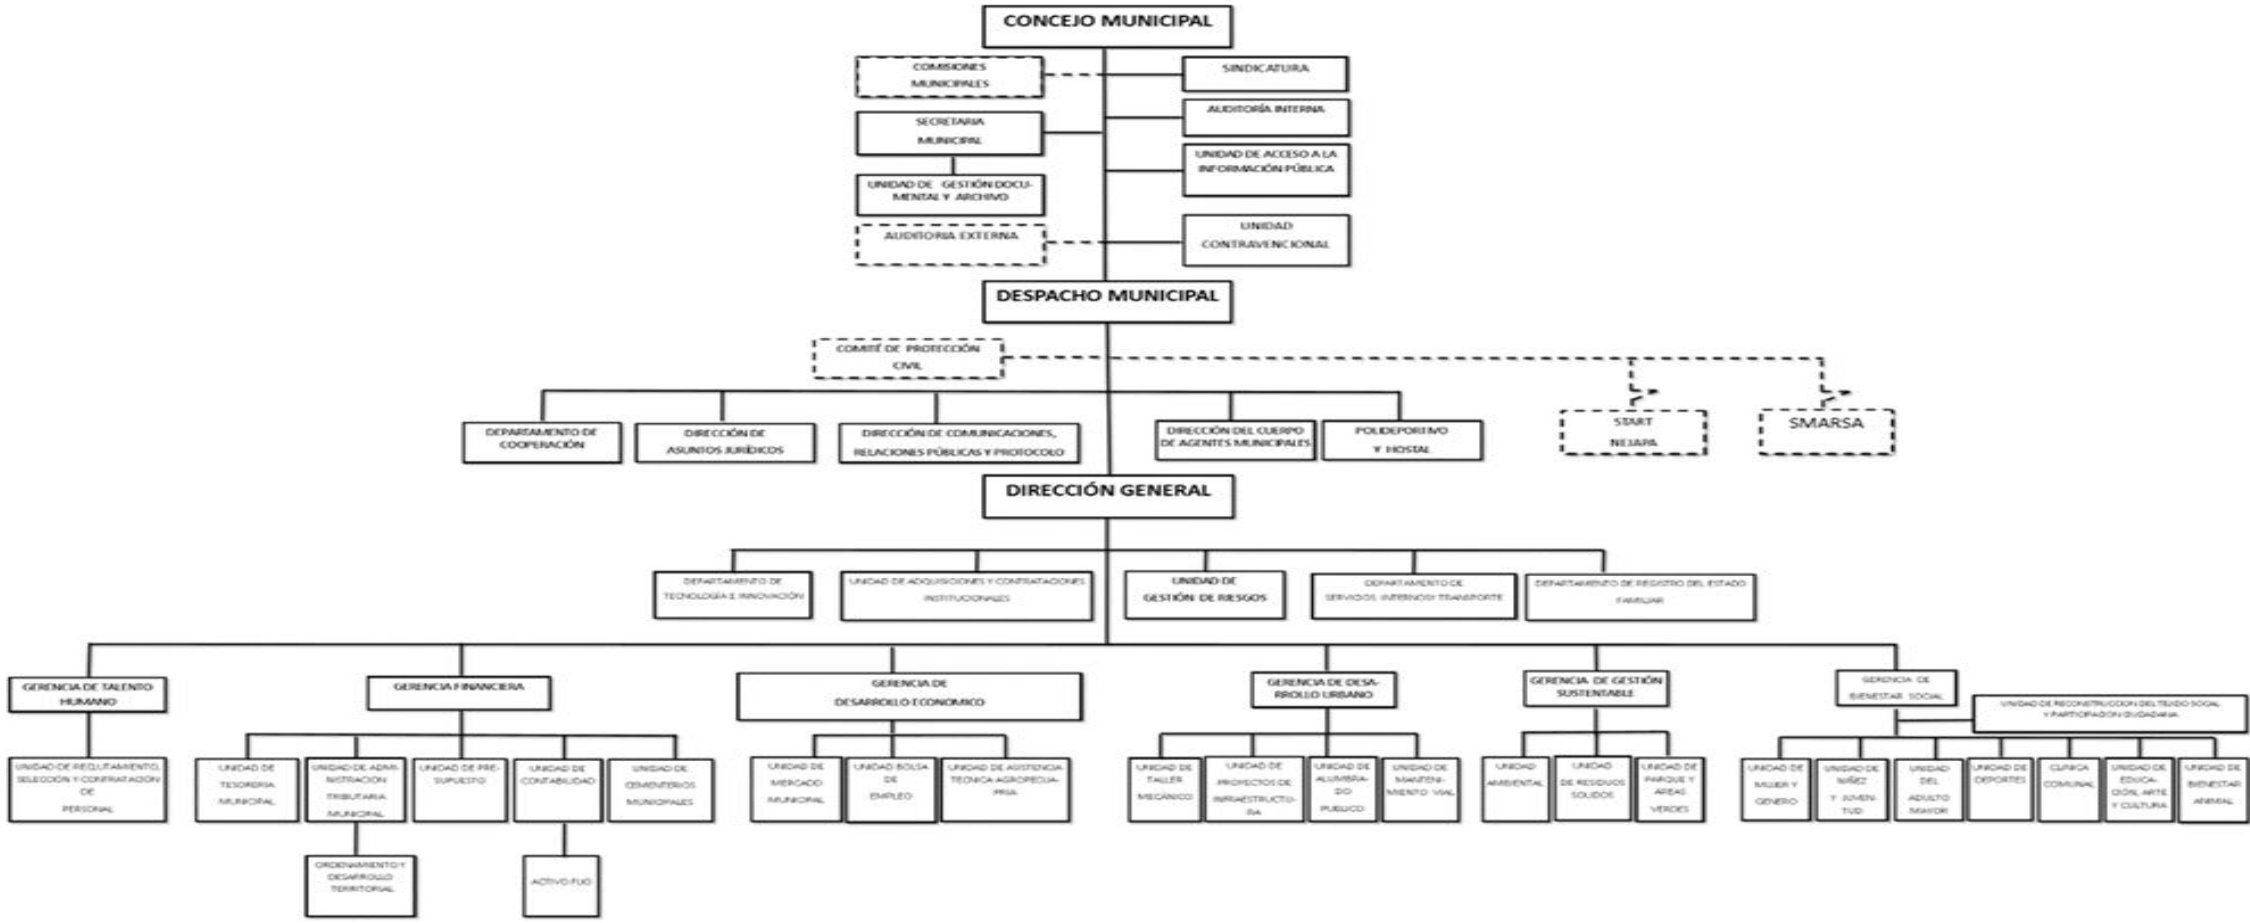 CONCEJO MUNICIPAL
COMISIONES
MUNICIPALES
SINDICATURA
AUDITORÍA INTERNA
SECRETARIA
MUNICIPAL
UNIDAD DE ACCESO A LA
INFORMACIÓN PÚBLICA
UNIDAD DE GESTIÓN DOCU-
MENTAL Y ARCHIVO
AUDITORIA EXTERNA
UNIDAD
CONTRAVENCIONAL
DESPACHO MUNICIPAL
COMITÉ DE PROTECCIÓN
CIVIL
DEPARTAMENTO DE
COOPERACIÓN
DIRECCIÓN DE
ASUNTOS JURÍDICOS
DIRECCIÓN DE COMUNICACIONES,
RELACIONES PÚBLICAS Y PROTOCOLO
DIRECCIÓN DEL CUERPO
DE AGENTES MUNICIPALES
POLIDEPORTIVO
Y HOSTAL
START
NEJAPA
SMARSA
DIRECCIÓN GENERAL
DEPARTAMENTO DE
TECNOLOGÍA E INNOVACIÓN
UNIDAD DE ADQUISICIONES Y CONTRATACIONES
INSTITUCIONALES
UNIDAD DE
GESTIÓN DE RIESGOS
DEPARTAMENTO DE
SERVICIOS INTERNOS Y TRANSPORTE
DEPARTAMENTO DE REGISTRO DEL ESTADO
FAMILIAR
GERENCIA DE TALENTO
HUMANO
GERENCIA FINANCIERA
GERENCIA DE
DESARROLLO ECONOMICO
GERENCIA DE DESA-
RROLLO URBANO
GERENCIA DE GESTIÓN
SUSTENTABLE
GERENCIA DE
BIENESTAR SOCIAL
UNIDAD DE RECONSTRUCCION DEL TEJIDO SOCIAL
Y PARTICIPACION CIUDADANA
UNIDAD DE RECLUTAMIENTO,
SELECCIÓN Y CONTRATACIÓN
DE
PERSONAL
UNIDAD DE
TESORERIA
MUNICIPAL
UNIDAD DE ADMI-
NISTRACION
TRIBUTARIA
MUNICIPAL
UNIDAD DE PRE-
SUPUESTO
UNIDAD DE
CONTABILIDAD
UNIDAD DE
CEMENTERIOS
MUNICIPALES
UNIDAD DE
MERCADO
MUNICIPAL
UNIDAD BOLSA
DE
EMPLEO
UNIDAD DE ASISTENCIA
TECNICA AGROPECUA-
RIA
UNIDAD DE
TALLER
MECÁNICO
UNIDAD DE
PROYECTOS DE
INFRAESTRUCTU-
RA
UNIDAD DE
ALUMBRA-
DO
PUBLICO
UNIDAD DE
MANTENI-
MIENTO VIAL
UNIDAD
AMBIENTAL
UNIDAD
DE RESIDUOS
SOLIDOS
UNIDAD DE
PARQUE Y
AREAS
VERDES
UNIDAD DE
MUJER Y
GENERO
UNIDAD DE
NIÑEZ
Y JUVEN-
TUD
UNIDAD
DEL
ADULTO
MAYOR
UNIDAD DE
DEPORTES
CLINICA
COMUNAL
UNIDAD DE
EDUCA-
CIÓN, ARTE
Y CULTURA
UNIDAD DE
BIENESTAR
ANIMAL
ORDENAMIENTO Y
DESARROLLO
TERRITORIAL
ACTIVO FIJO